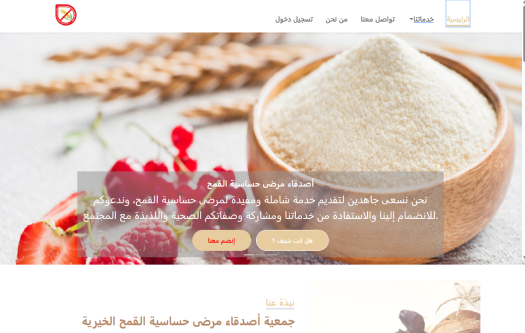 الرئيسية
خدماتنا
تواصل معنا
من نحن
تسجيل دخول
أصدقاء مرضى حساسية القمح
نحن نسعى جاهدين لتقديم خدمة شاملة ومفيدة لمرضى حساسية القمح، وندعوكم
للانضمام إلينا والاستفادة من خدماتنا ومشاركة وصفاتكم الصحية واللذيذة مع المجتمع.
هل انت شيف ؟
إنضم معنا
نبذة عنا
جمعية أصدقاء مرضى حساسية القمح الخيرية